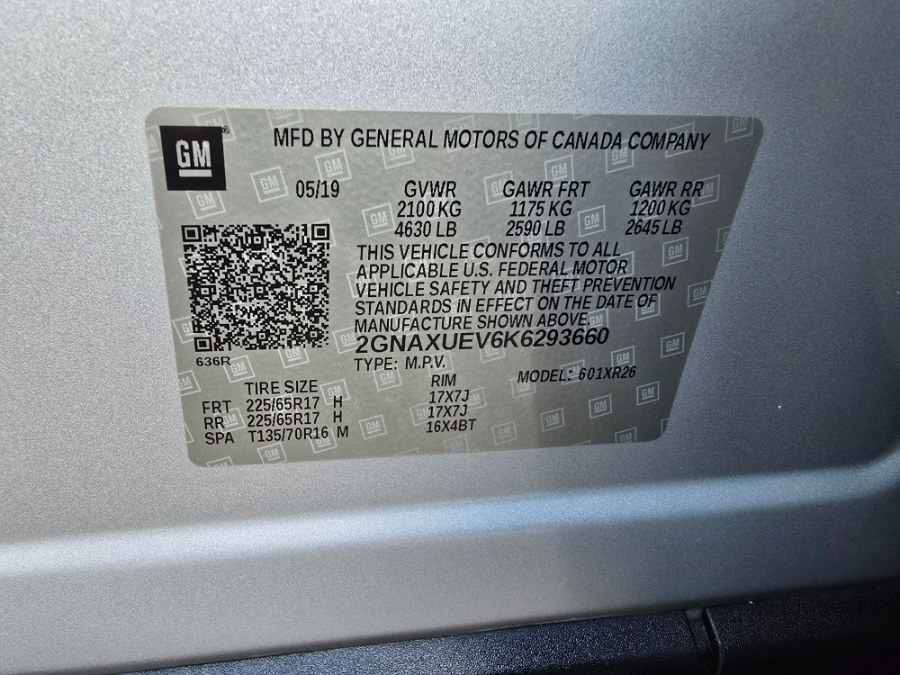 GM
MFD BY GENERAL MOTORS OF CANADA COMPANY
05/19 GVWR GAWR FRT GAWR RR
2100 KG 1175 KG 1200 KG
4630 LB 2590 LB 2645 LB
THIS VEHICLE CONFORMS TO ALL
APPLICABLE U.S. FEDERAL MOTOR
VEHICLE SAFETY AND THEFT PREVENTION
STANDARDS IN EFFECT ON THE DATE OF
MANUFACTURE SHOWN ABOVE.
2GNAXUEV6K6293660
636R
TYPE: M.P.V. MODEL: 601XR26
TIRE SIZE RIM
FRT 225/65R17 H 17X7J
RR 225/65R17 H 17X7J
SPA T135/70R16 M 16X4BT